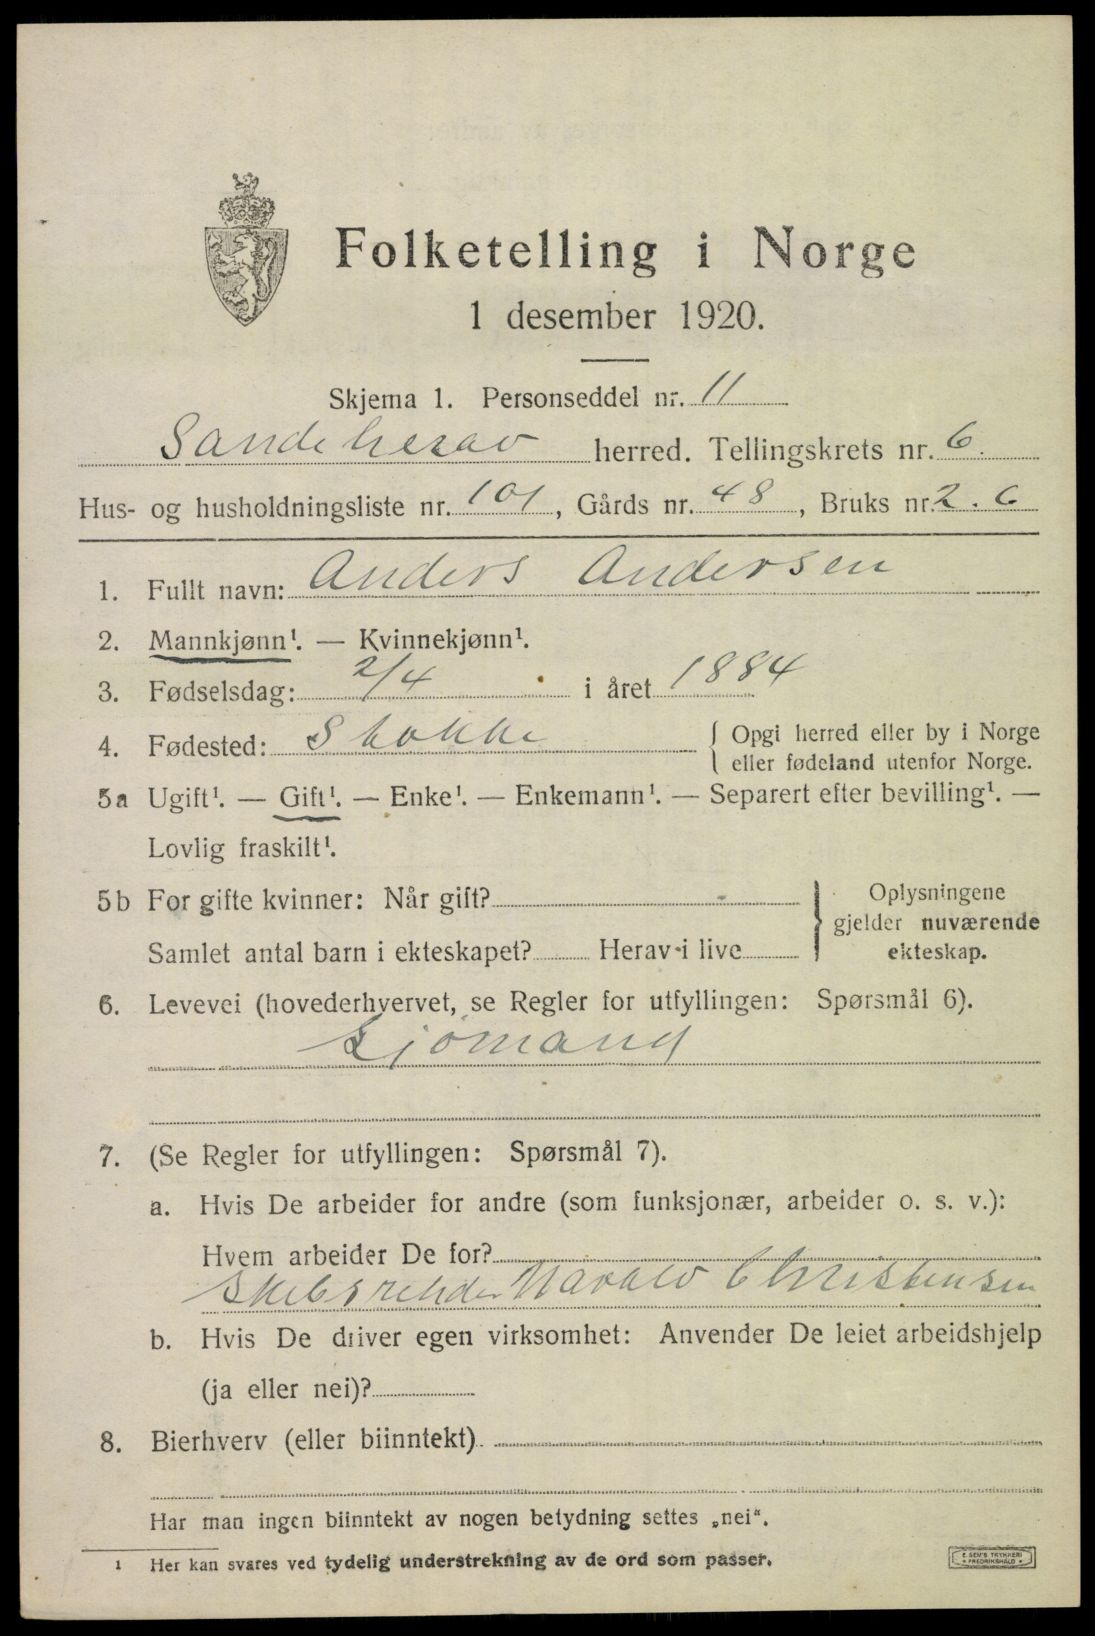 Folketelling i Norge
1 desember 1920.
Skjema 1. Personseddel nr. 11
Sandeherav herred. Tellingskrets nr. 6.
Hus- og husholdningsliste nr. 101, Gårds nr. 48, Bruks nr. 2.6
1. Fullt navn: Anders Andersen
2. Mannkjønn¹. — Kvinnekjønn¹.
3. Fødselsdag: 2/4 i året 1884
4. Fødested: Stokke { Opgi herred eller by i Norge
eller fødeland utenfor Norge.
5a Ugift¹. — Gift¹. — Enke¹. — Enkemann¹. — Separert efter bevilling¹. —
Lovlig fraskilt¹.
5b For gifte kvinner: Når gift?
Samlet antal barn i ekteskapet? Herav i live
} Oplysningene
gjelder nuværende
ekteskap.
6. Levevei (hovederhvervet, se Regler for utfyllingen: Spørsmål 6).
Sjømand
7. (Se Regler for utfyllingen: Spørsmål 7).
a. Hvis De arbeider for andre (som funksjonær, arbeider o. s. v.):
Hvem arbeider De for?
Harald Christensen
b. Hvis De driver egen virksomhet: Anvender De leiet arbeidshjelp
(ja eller nei)?
8. Bierhverv (eller biinntekt)
Har man ingen biinntekt av nogen betydning settes „nei“.
1 Her kan svares ved tydelig understrekning av de ord som passer.
E. SEM'S TRYKKERI
FREDRIKSHALD